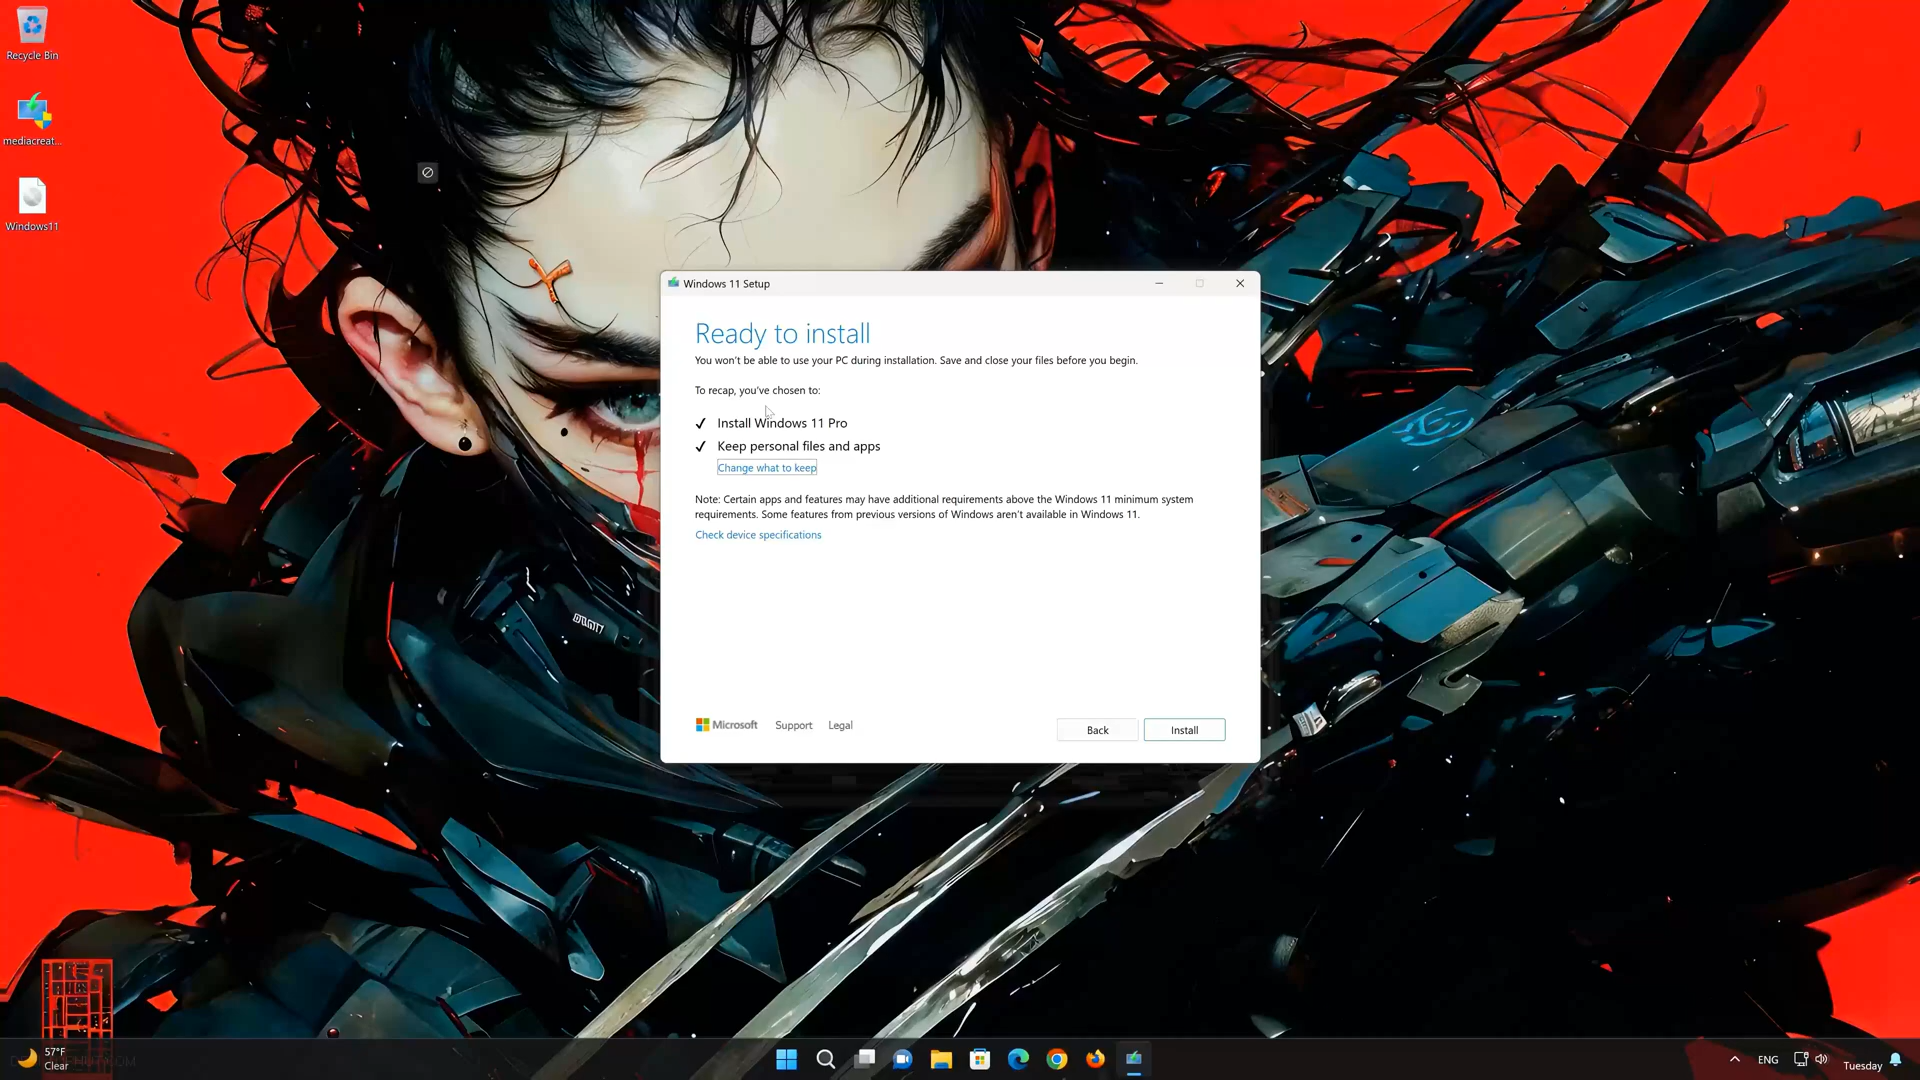 Recycle Bin
mediacreat...
Windows11
Windows 11 Setup
Ready to install
You won't be able to use your PC during installation. Save and close your files before you begin.
To recap, you've chosen to:
Install Windows 11 Pro
Keep personal files and apps
Change what to keep
Note: Certain apps and features may have additional requirements above the Windows 11 minimum system
requirements. Some features from previous versions of Windows aren't available in Windows 11.
Check device specifications
Microsoft
Support
Legal
Back
Install
57°F
Clear
ENG
Tuesday